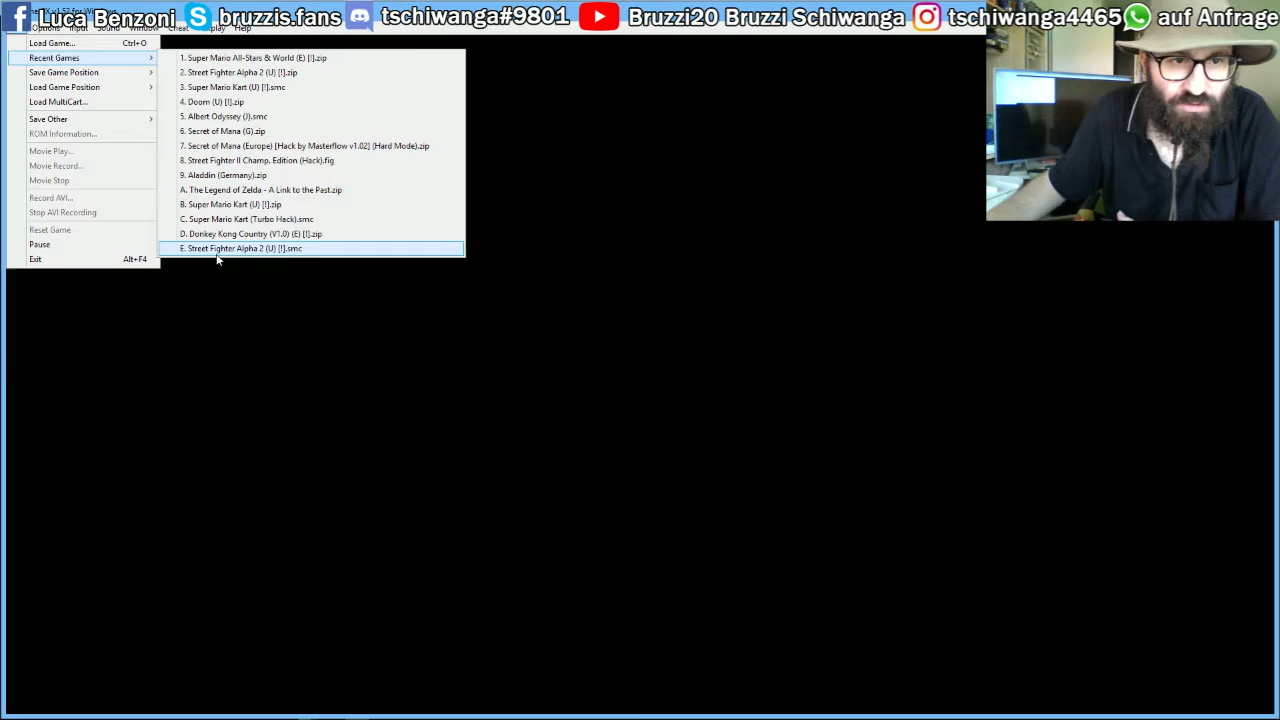 Luca Benzoni bruzzis.fans tschiwanga#9801 Bruzzi20 Bruzzi Schiwanga tschiwanga4465 auf Anfrage
Help
Load Game... Ctrl+O
Recent Games
Save Game Position
Load Game Position
Load MultiCart...
Save Other
ROM Information...
Movie Play...
Movie Record...
Movie Stop
Record AVI...
Stop AVI Recording
Reset Game
Pause
Exit Alt+F4
1. Super Mario All-Stars & World (E) [!].zip
2. Street Fighter Alpha 2 (U) [!].zip
3. Super Mario Kart (U) [!].smc
4. Doom (U) [!].zip
5. Albert Odyssey (J).smc
6. Secret of Mana (G).zip
7. Secret of Mana (Europe) [Hack by Masterflow v1.02] (Hard Mode).zip
8. Street Fighter II Champ. Edition (Hack).fig
9. Aladdin (Germany).zip
A. The Legend of Zelda - A Link to the Past.zip
B. Super Mario Kart (U) [!].zip
C. Super Mario Kart (Turbo Hack).smc
D. Donkey Kong Country (V1.0) (E) [!].zip
E. Street Fighter Alpha 2 (U) [!].smc